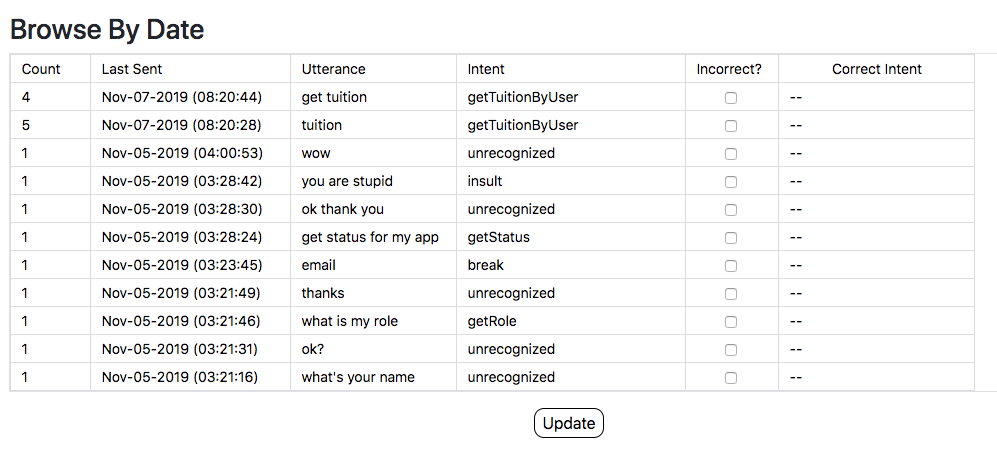 Browse By Date
Count Last Sent Utterance Intent Incorrect? Correct Intent
4 Nov-07-2019 (08:20:44) get tuition getTuitionByUser --
5 Nov-07-2019 (08:20:28) tuition getTuitionByUser --
1 Nov-05-2019 (04:00:53) wow unrecognized --
1 Nov-05-2019 (03:28:42) you are stupid insult --
1 Nov-05-2019 (03:28:30) ok thank you unrecognized --
1 Nov-05-2019 (03:28:24) get status for my app getStatus --
1 Nov-05-2019 (03:23:45) email break --
1 Nov-05-2019 (03:21:49) thanks unrecognized --
1 Nov-05-2019 (03:21:46) what is my role getRole --
1 Nov-05-2019 (03:21:31) ok? unrecognized --
1 Nov-05-2019 (03:21:16) what's your name unrecognized --
Update